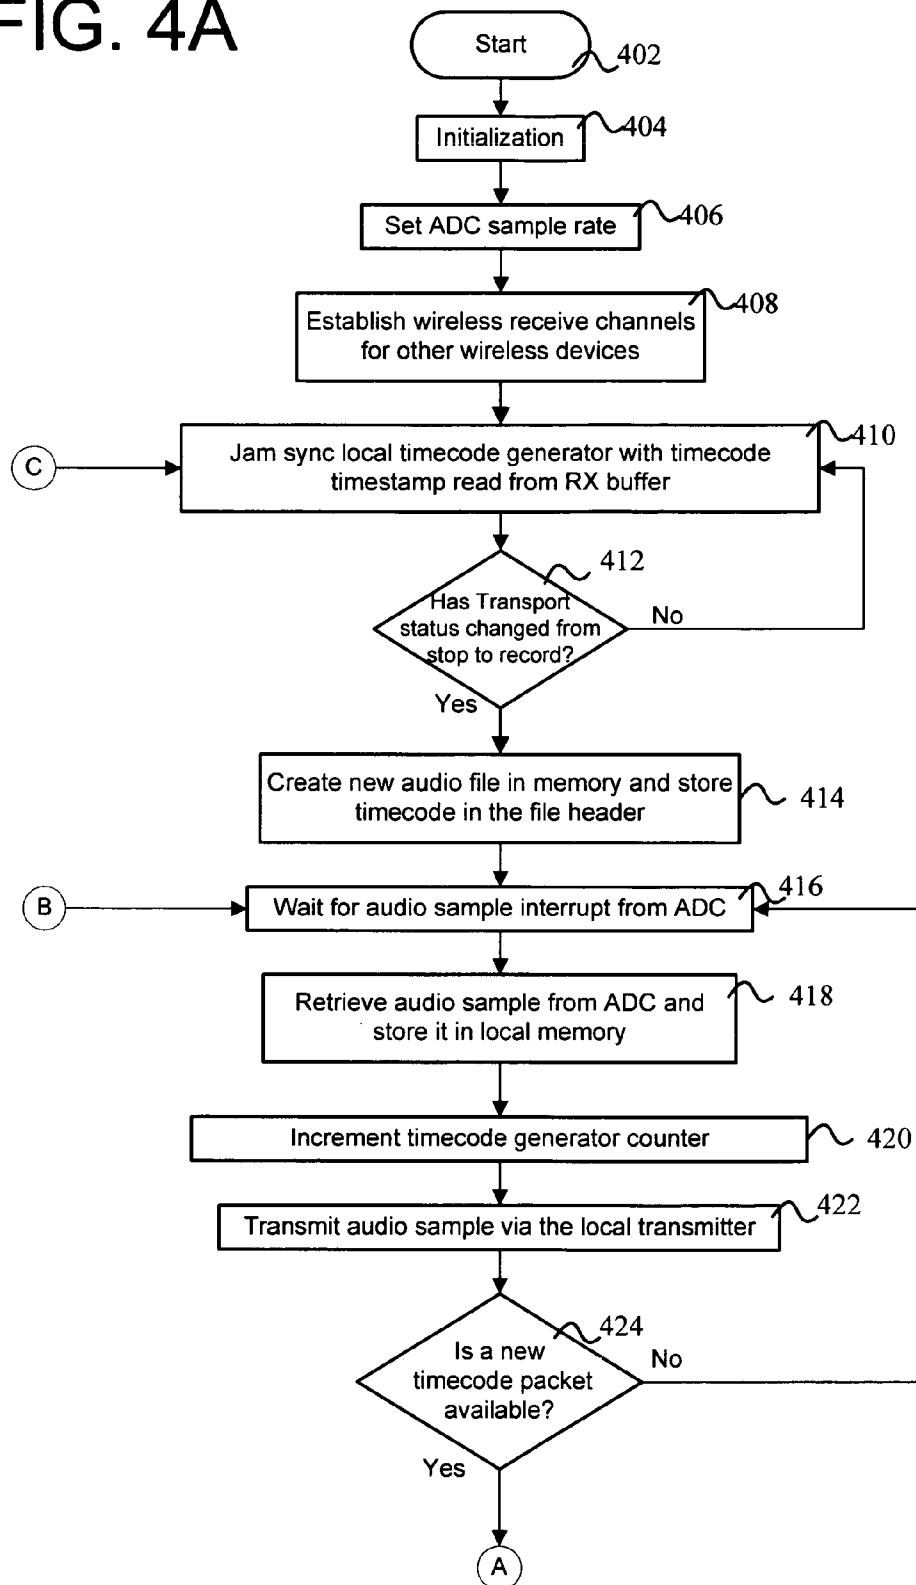 FIG. 4A
Start
402
Initialization
404
Set ADC sample rate
406
Establish wireless receive channels
for other wireless devices
408
Jam sync local timecode generator with timecode
timestamp read from RX buffer
410
C
412
Has Transport
status changed from
stop to record?
No
Yes
Create new audio file in memory and store
timecode in the file header
414
B
Wait for audio sample interrupt from ADC
416
Retrieve audio sample from ADC and
store it in local memory
418
Increment timecode generator counter
420
Transmit audio sample via the local transmitter
422
424
Is a new
timecode packet
available?
No
Yes
A